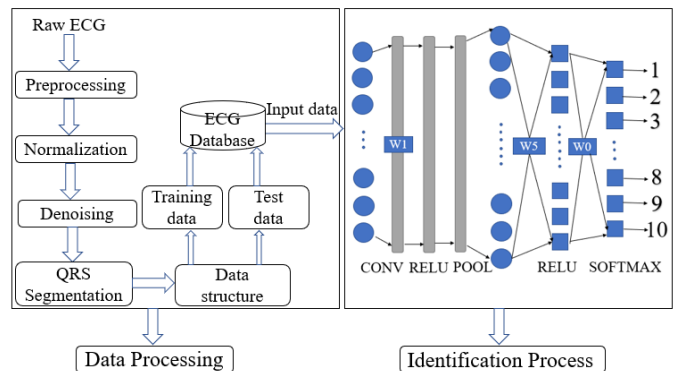 Raw ECG
Preprocessing
Normalization
Denoising
QRS
Segmentation
Data
structure
Training
data
Test
data
ECG
Database
Input data
W1
W5
W0
1
2
3
8
9
10
CONV RELU POOL RELU SOFTMAX
Data Processing
Identification Process